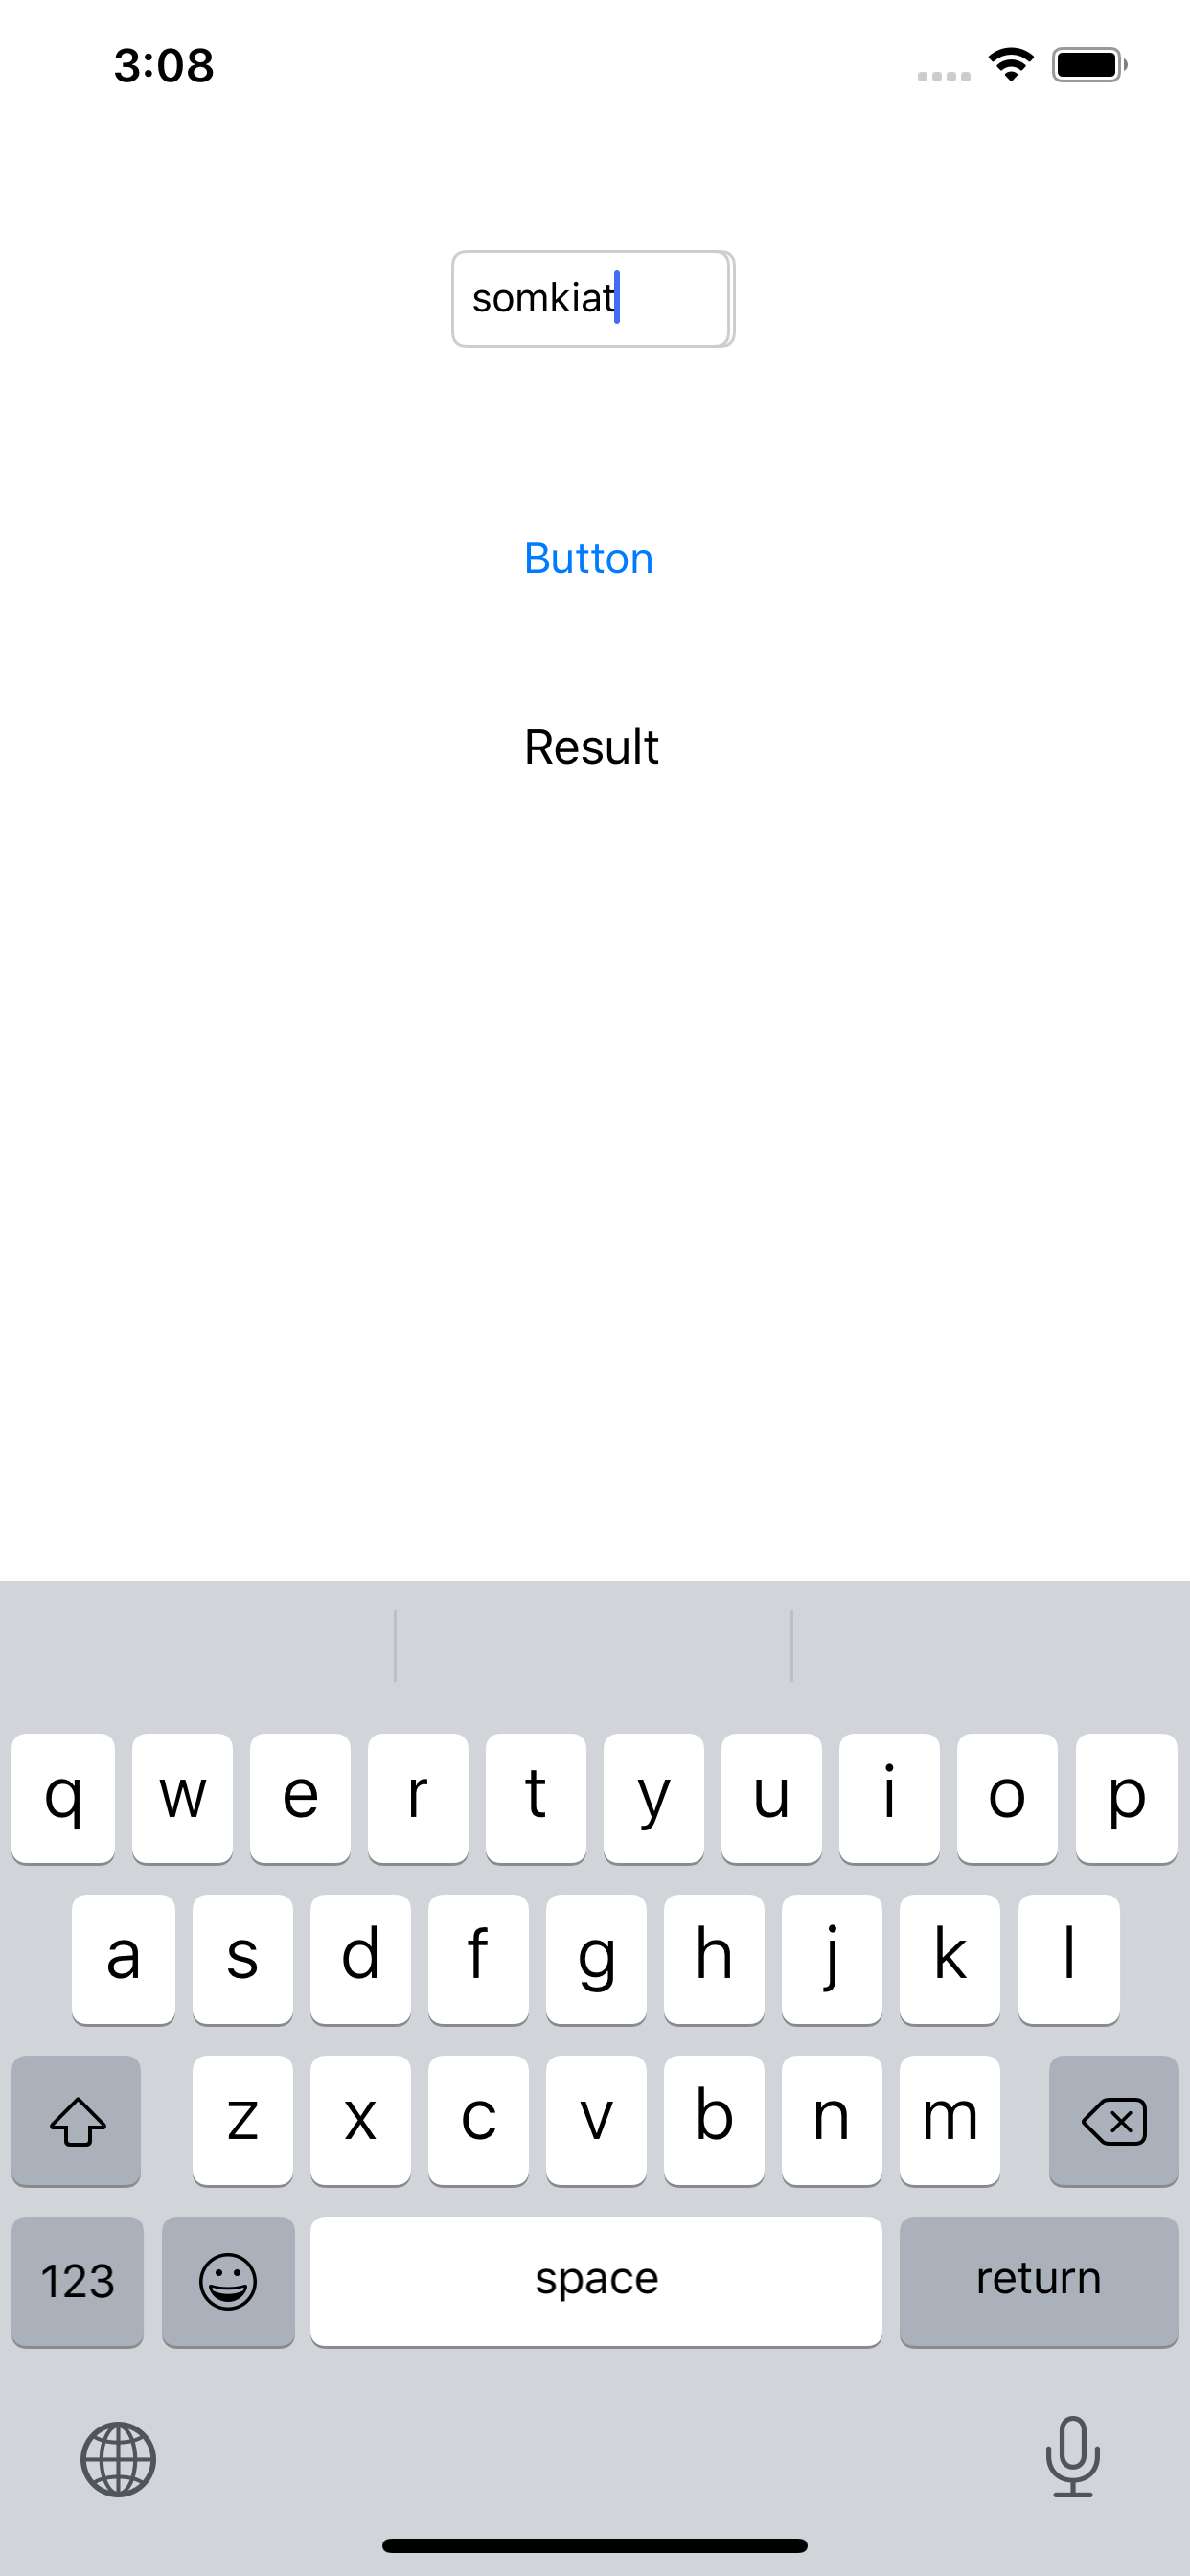 3:08
somkiat
Button
Result
q w e r t y u i o p
a s d f g h j k l
z x c v b n m
123 space return